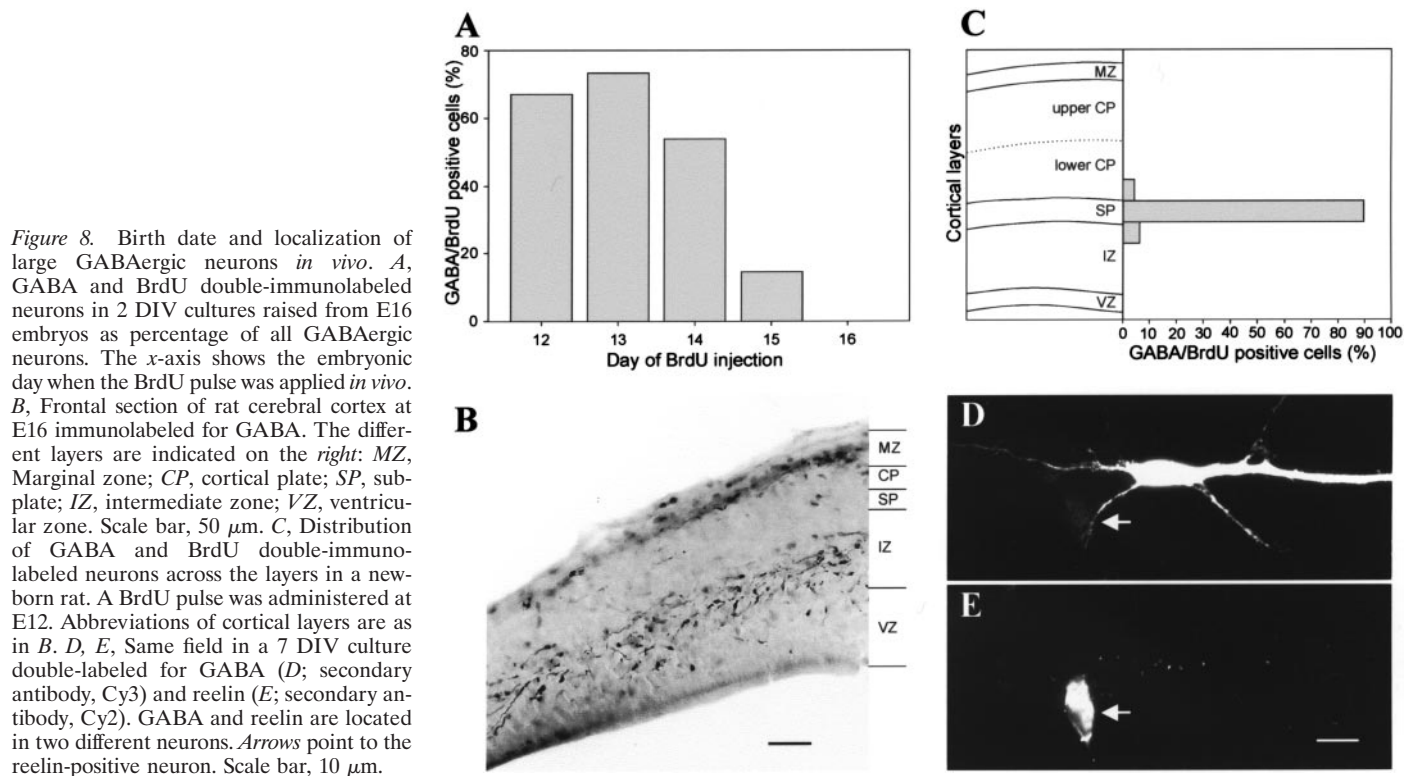 Figure 8. Birth date and localization of
large GABAergic neurons in vivo. A,
GABA and BrdU double-immunolabeled
neurons in 2 DIV cultures raised from E16
embryos as percentage of all GABAergic
neurons. The x-axis shows the embryonic
day when the BrdU pulse was applied in vivo.
B, Frontal section of rat cerebral cortex at
E16 immunolabeled for GABA. The differ-
ent layers are indicated on the right: MZ,
Marginal zone; CP, cortical plate; SP, sub-
plate; IZ, intermediate zone; VZ, ventricu-
lar zone. Scale bar, 50 μm. C, Distribution
of GABA and BrdU double-immuno-
labeled neurons across the layers in a new-
born rat. A BrdU pulse was administered at
E12. Abbreviations of cortical layers are as
in B. D, E, Same field in a 7 DIV culture
double-labeled for GABA (D; secondary
antibody, Cy3) and reelin (E; secondary an-
tibody, Cy2). GABA and reelin are located
in two different neurons. Arrows point to the
reelin-positive neuron. Scale bar, 10 μm.
A
GABA/BrdU positive cells (%)
80
60
40
20
0
12 13 14 15 16
Day of BrdU injection
B
MZ
CP
SP
IZ
VZ
C
Cortical layers
MZ
upper CP
lower CP
SP
IZ
VZ
0 10 20 30 40 50 60 70 80 90 100
GABA/BrdU positive cells (%)
D
E